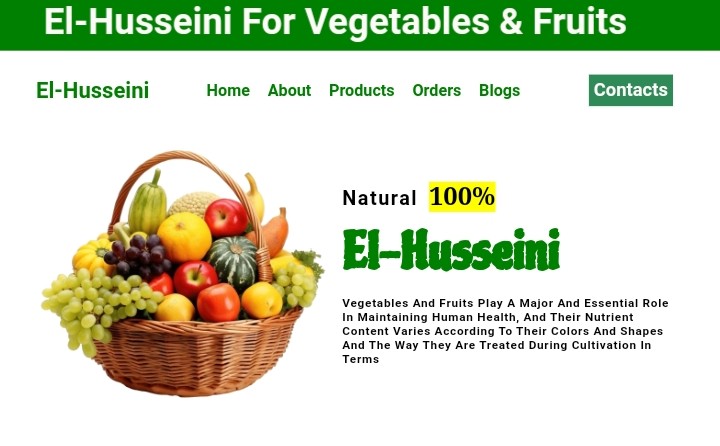 El-Husseini For Vegetables & Fruits
El-Husseini
Home About Products Orders Blogs
Contacts
Natural 100%
El-Husseini
Vegetables And Fruits Play A Major And Essential Role
In Maintaining Human Health, And Their Nutrient
Content Varies According To Their Colors And Shapes
And The Way They Are Treated During Cultivation In
Terms